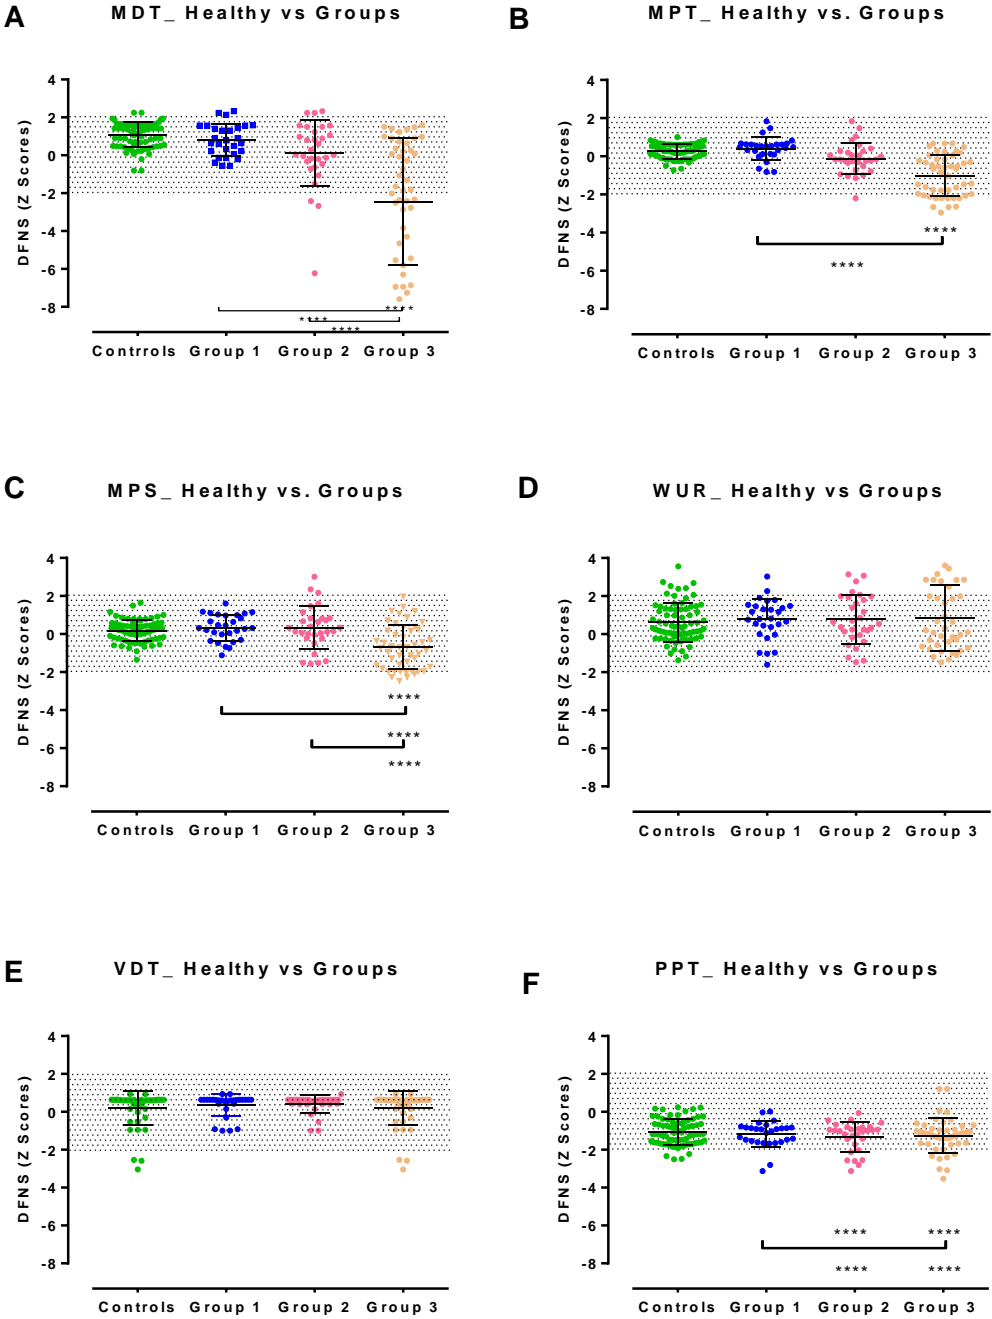 A
MDT_ Healthy vs Groups
DFNS (Z Scores)
4
2
0
-2
-4
-6
-8
****
****
****
Contrrols Group 1 Group 2 Group 3
B
MPT_ Healthy vs. Groups
DFNS (Z Scores)
4
2
0
-2
-4
-6
-8
****
****
Controls Group 1 Group 2 Group 3
C
MPS_ Healthy vs. Groups
DFNS (Z Scores)
4
2
0
-2
-4
-6
-8
****
****
****
Controls Group 1 Group 2 Group 3
D
WUR_ Healthy vs Groups
DFNS (Z Scores)
4
2
0
-2
-4
-6
-8
Controls Group 1 Group 2 Group 3
E
VDT_ Healthy vs Groups
DFNS (Z Scores)
4
2
0
-2
-4
-6
-8
Controls Group 1 Group 2 Group 3
F
PPT_ Healthy vs Groups
DFNS (Z Scores)
4
2
0
-2
-4
-6
-8
**** ****
**** ****
Controls Group 1 Group 2 Group 3